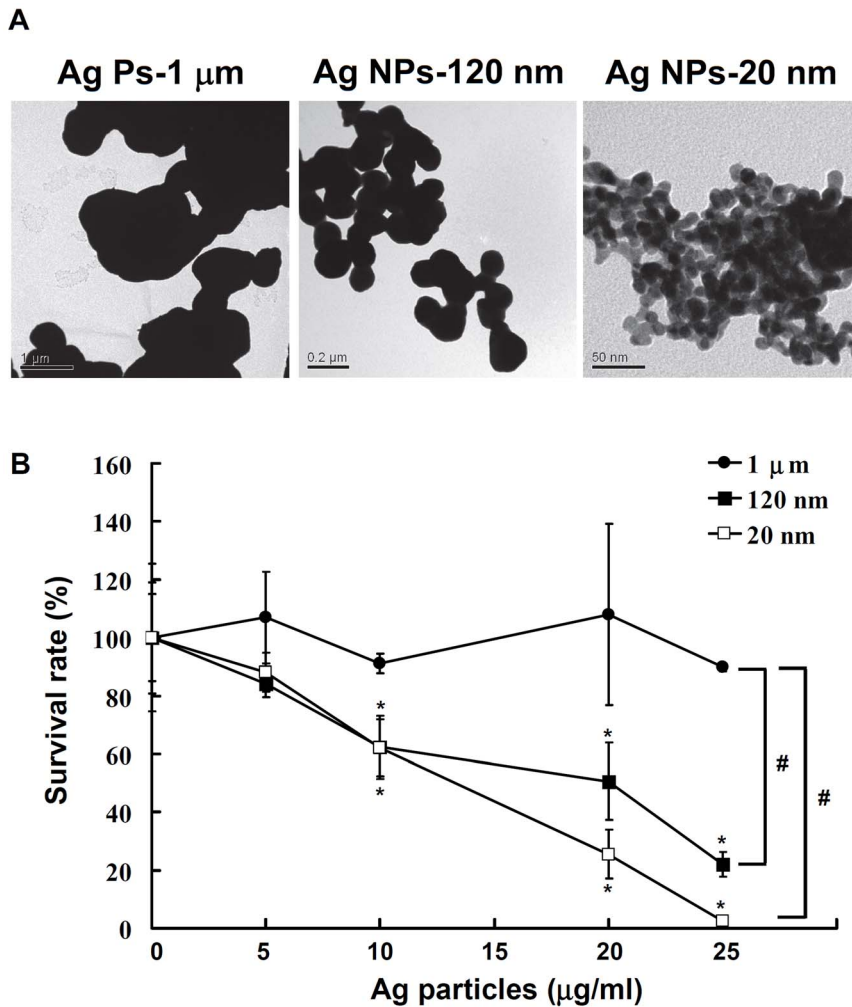 A
Ag Ps-1 μm Ag NPs-120 nm Ag NPs-20 nm
1 μm 0.2 μm 50 nm
B
160
140
120
100
80
60
40
20
0
Survival rate (%)
1 μm
120 nm
20 nm
*
*
*
*
*
*
#
#
0 5 10 15 20 25
Ag particles (μg/ml)